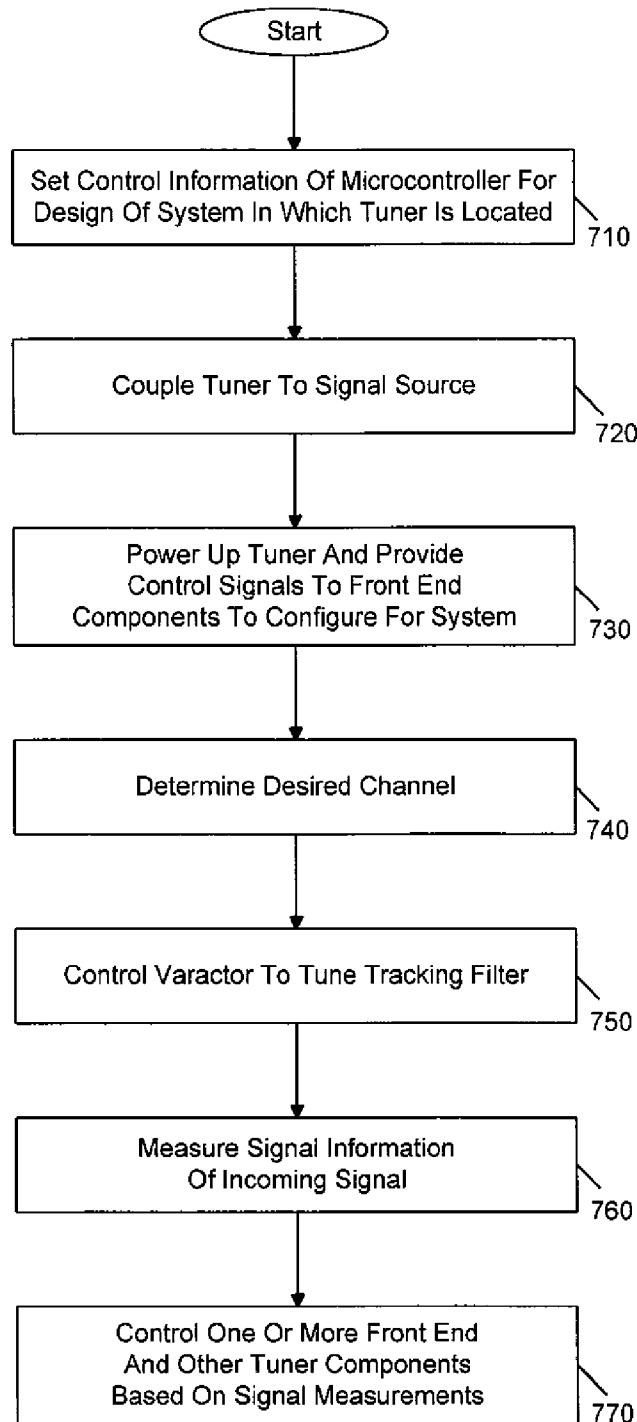 Start
Set Control Information Of Microcontroller For
Design Of System In Which Tuner Is Located
710
Couple Tuner To Signal Source
720
Power Up Tuner And Provide
Control Signals To Front End
Components To Configure For System
730
Determine Desired Channel
740
Control Varactor To Tune Tracking Filter
750
Measure Signal Information
Of Incoming Signal
760
Control One Or More Front End
And Other Tuner Components
Based On Signal Measurements
770